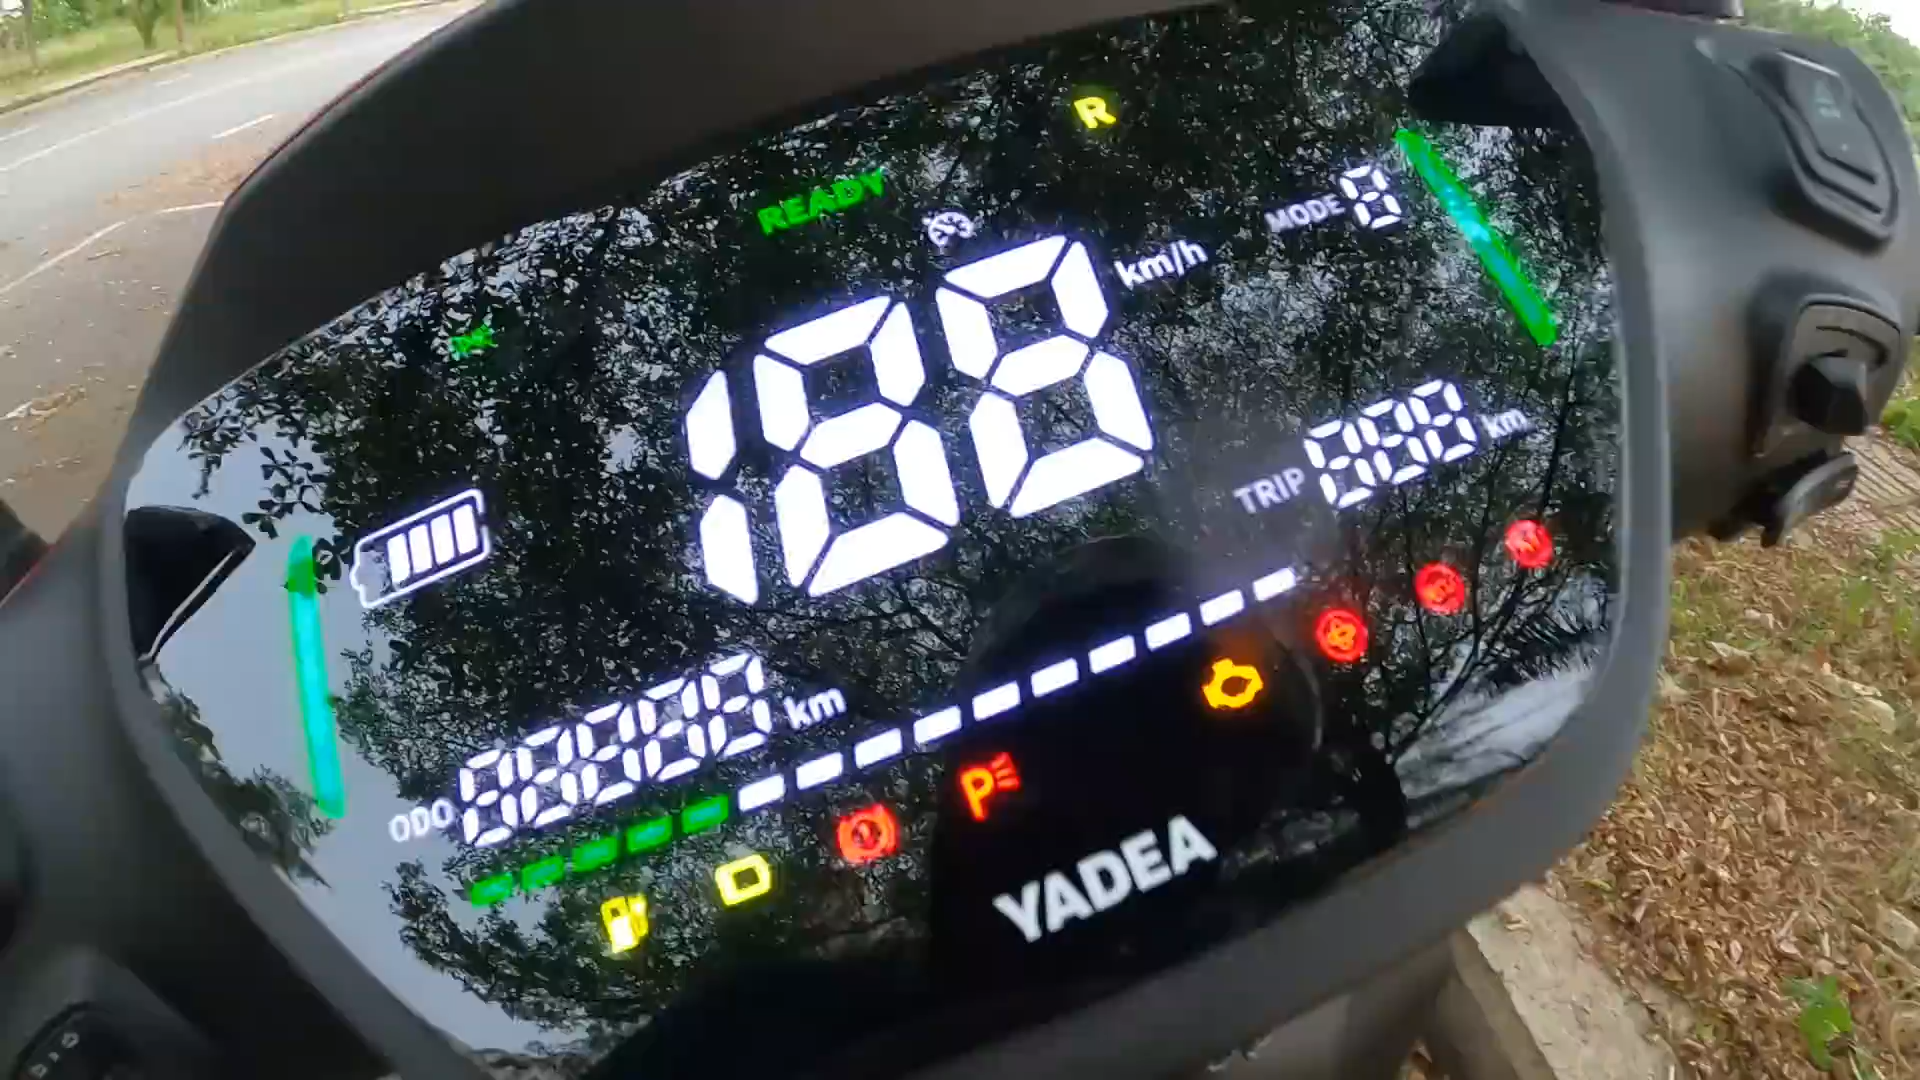 R
READY
MODE 8
188 km/h
TRIP 888 km
ODO 88888 km
P
YADEA